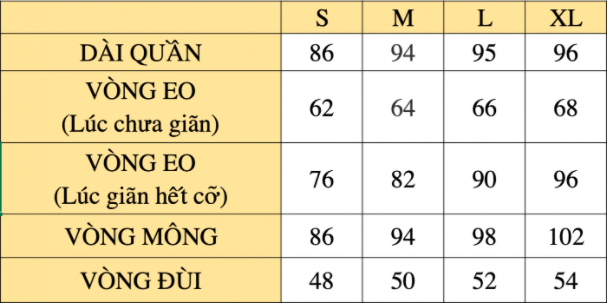 S M L XL
DÀI QUẦN 86 94 95 96
VÒNG EO
(Lúc chưa giãn) 62 64 66 68
VÒNG EO
(Lúc giãn hết cỡ) 76 82 90 96
VÒNG MÔNG 86 94 98 102
VÒNG ĐÙI 48 50 52 54